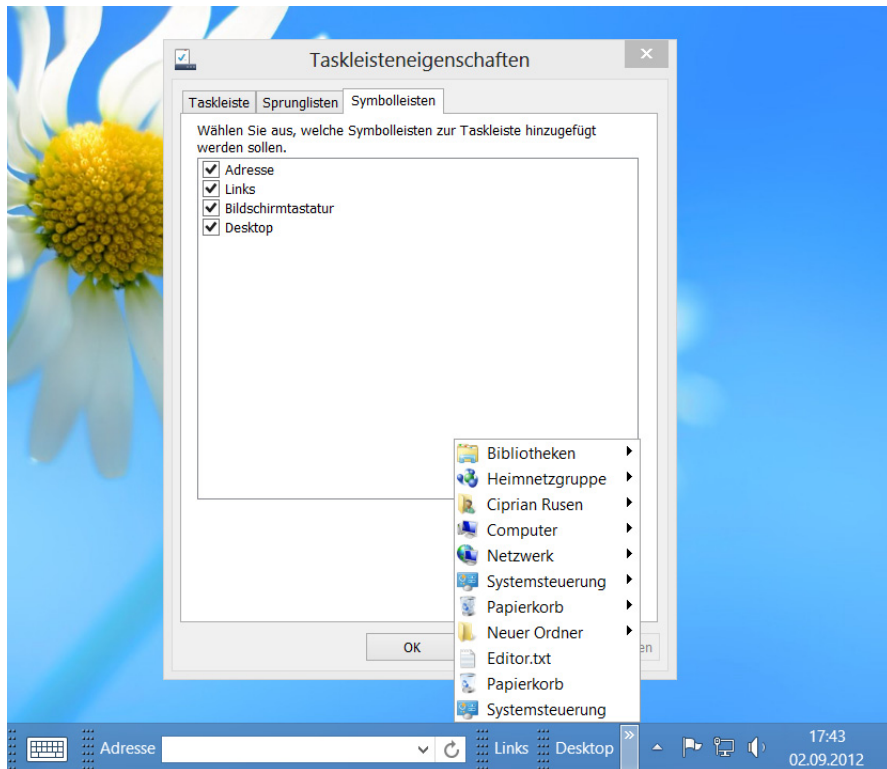 Taskleisteneigenschaften
Taskleiste Sprunglisten Symbolleisten
Wählen Sie aus, welche Symbolleisten zur Taskleiste hinzugefügt
werden sollen.
Adresse
Links
Bildschirmtastatur
Desktop
Bibliotheken
Heimnetzgruppe
Ciprian Rusen
Computer
Netzwerk
Systemsteuerung
Papierkorb
Neuer Ordner
Editor.txt
Papierkorb
Systemsteuerung
OK
en
Adresse
Links
Desktop
17:43
02.09.2012